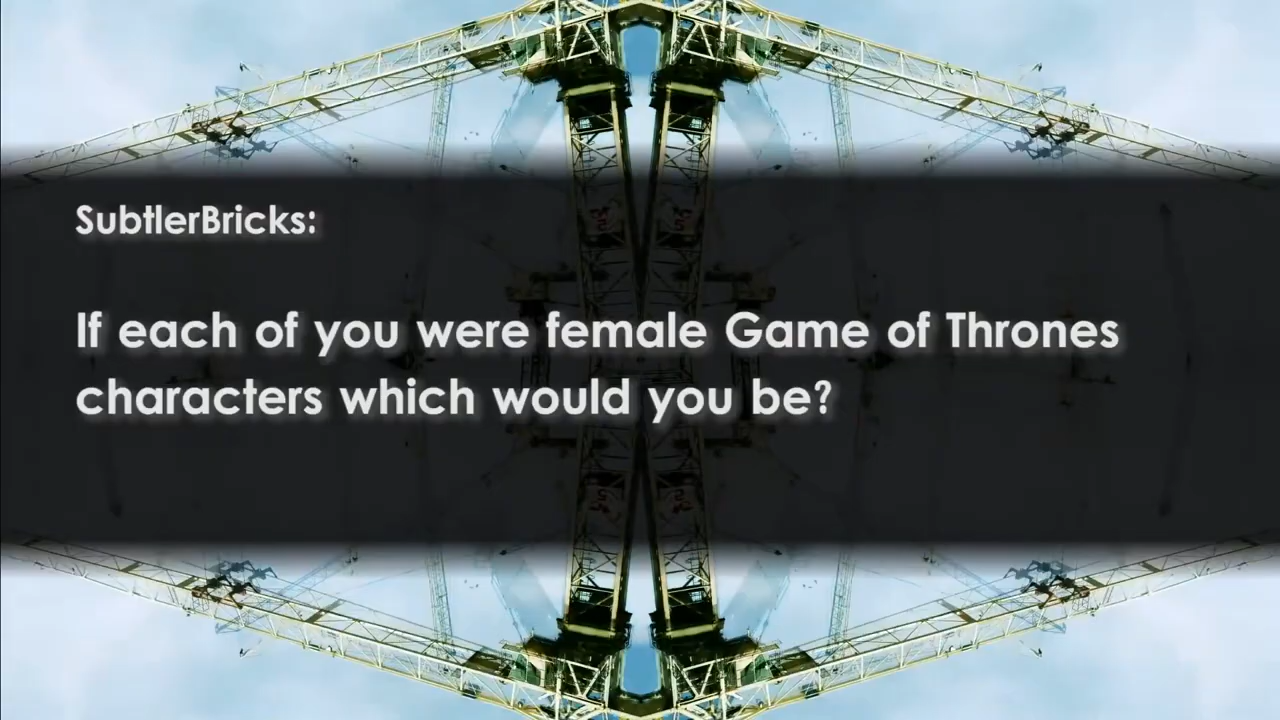 SubtlerBricks:
If each of you were female Game of Thrones
characters which would you be?